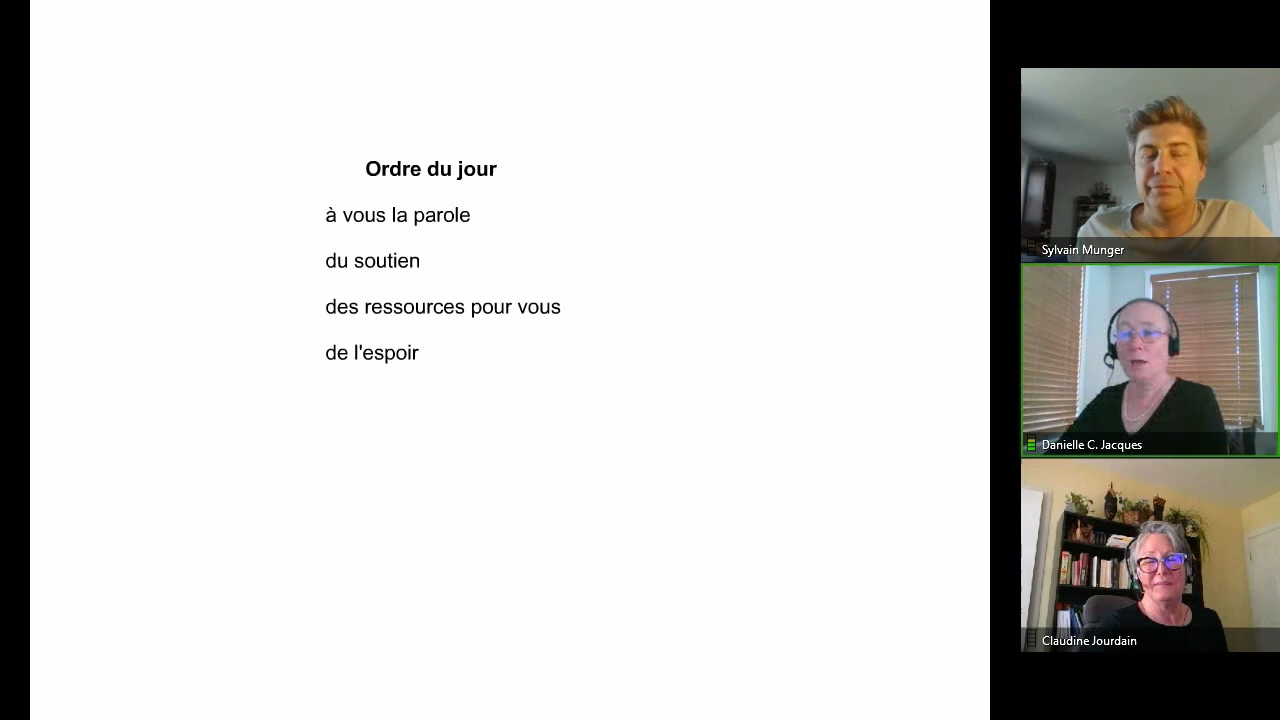 Ordre du jour
à vous la parole
du soutien
des ressources pour vous
de l'espoir
Sylvain Munger
Danielle C. Jacques
Claudine Jourdain